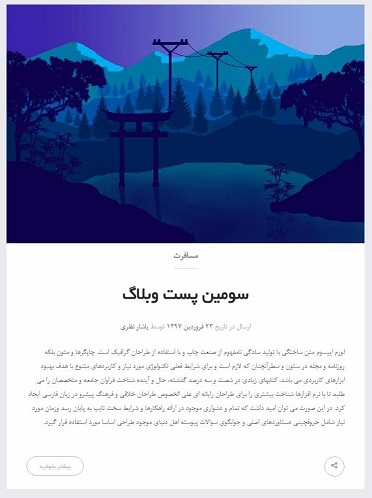 مسافرت
سومین پست وبلاگ
ارسال در تاریخ ۲۳ فروردین ۱۳۹۷ توسط یاشار نظری
لورم ایپسوم متن ساختگی با تولید سادگی نامفهوم از صنعت چاپ و با استفاده از طراحان گرافیک است. چاپگرها و متون بلکه
روزنامه و مجله در ستون و سطرآنچنان که لازم است و برای شرایط فعلی تکنولوژی مورد نیاز و کاربردهای متنوع با هدف بهبود
ابزارهای کاربردی می باشد. کتابهای زیادی در شصت و سه درصد گذشته، حال و آینده شناخت فراوان جامعه و متخصصان را می
طلبد تا با نرم افزارها شناخت بیشتری را برای طراحان رایانه ای علی الخصوص طراحان خلاقی و فرهنگ پیشرو در زبان فارسی ایجاد
کرد. در این صورت می توان امید داشت که تمام و دشواری موجود در ارائه راهکارها و شرایط سخت تایپ به پایان رسد وزمان مورد
نیاز شامل حروفچینی دستاوردهای اصلی و جوابگوی سوالات پیوسته اهل دنیای موجود طراحی اساسا مورد استفاده قرار گیرد.
بیشتر بخوانید